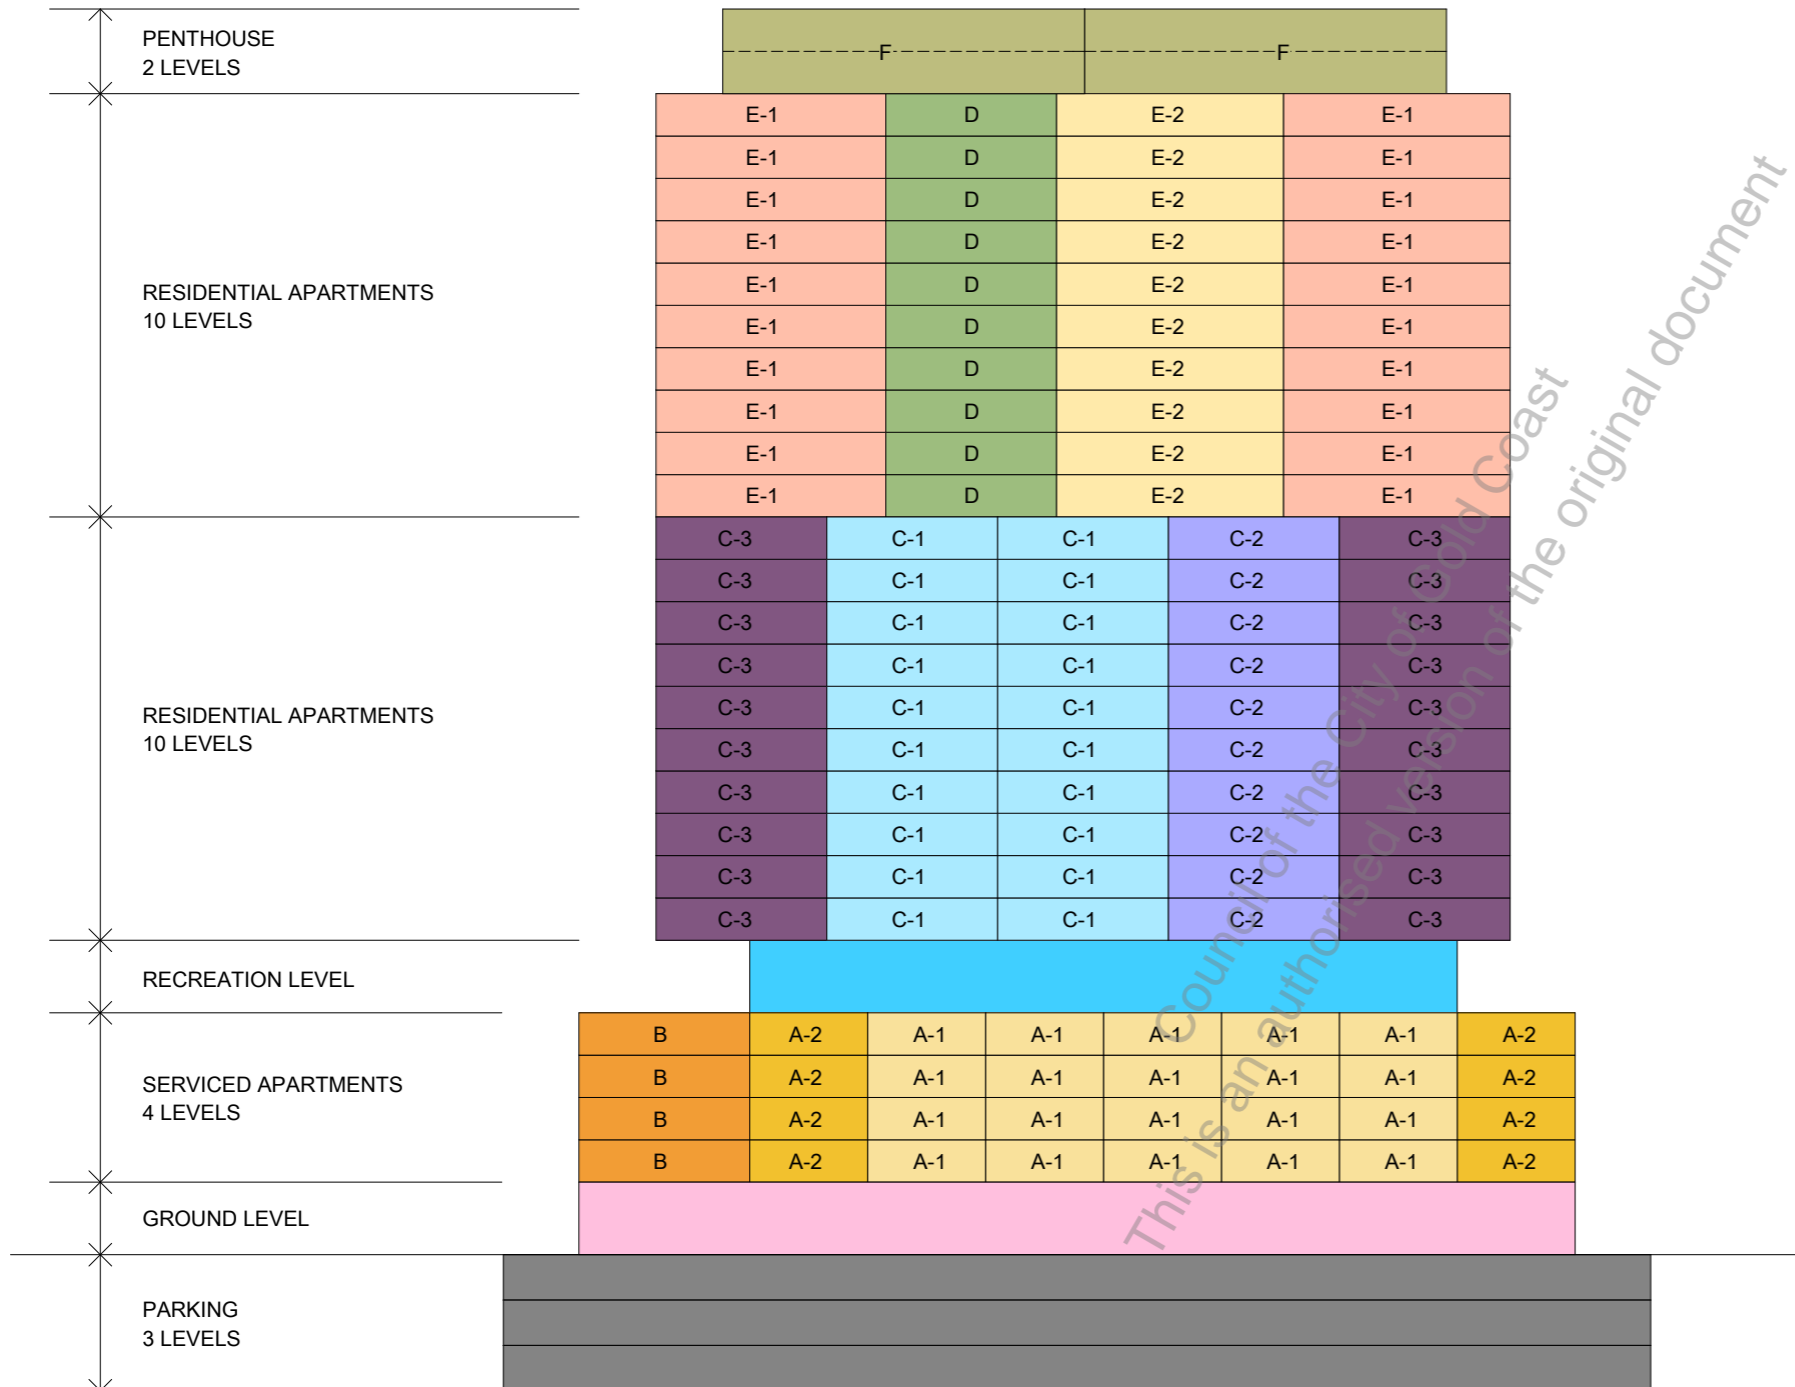 PENTHOUSE
2 LEVELS
F F
E-1 D E-2 E-1
E-1 D E-2 E-1
E-1 D E-2 E-1
E-1 D E-2 E-1
RESIDENTIAL APARTMENTS
10 LEVELS
E-1 D E-2 E-1
E-1 D E-2 E-1
E-1 D E-2 E-1
E-1 D E-2 E-1
E-1 D E-2 E-1
E-1 D E-2 E-1
C-3 C-1 C-1 C-2 C-3
C-3 C-1 C-1 C-2 C-3
C-3 C-1 C-1 C-2 C-3
C-3 C-1 C-1 C-2 C-3
RESIDENTIAL APARTMENTS
10 LEVELS
C-3 C-1 C-1 C-2 C-3
C-3 C-1 C-1 C-2 C-3
C-3 C-1 C-1 C-2 C-3
C-3 C-1 C-1 C-2 C-3
C-3 C-1 C-1 C-2 C-3
C-3 C-1 C-1 C-2 C-3
RECREATION LEVEL
B A-2 A-1 A-1 A-1 A-1 A-1 A-2
SERVICED APARTMENTS
4 LEVELS
B A-2 A-1 A-1 A-1 A-1 A-1 A-2
B A-2 A-1 A-1 A-1 A-1 A-1 A-2
B A-2 A-1 A-1 A-1 A-1 A-1 A-2
GROUND LEVEL
PARKING
3 LEVELS
Council of the City of Gold Coast
This is an authorised version of the original document